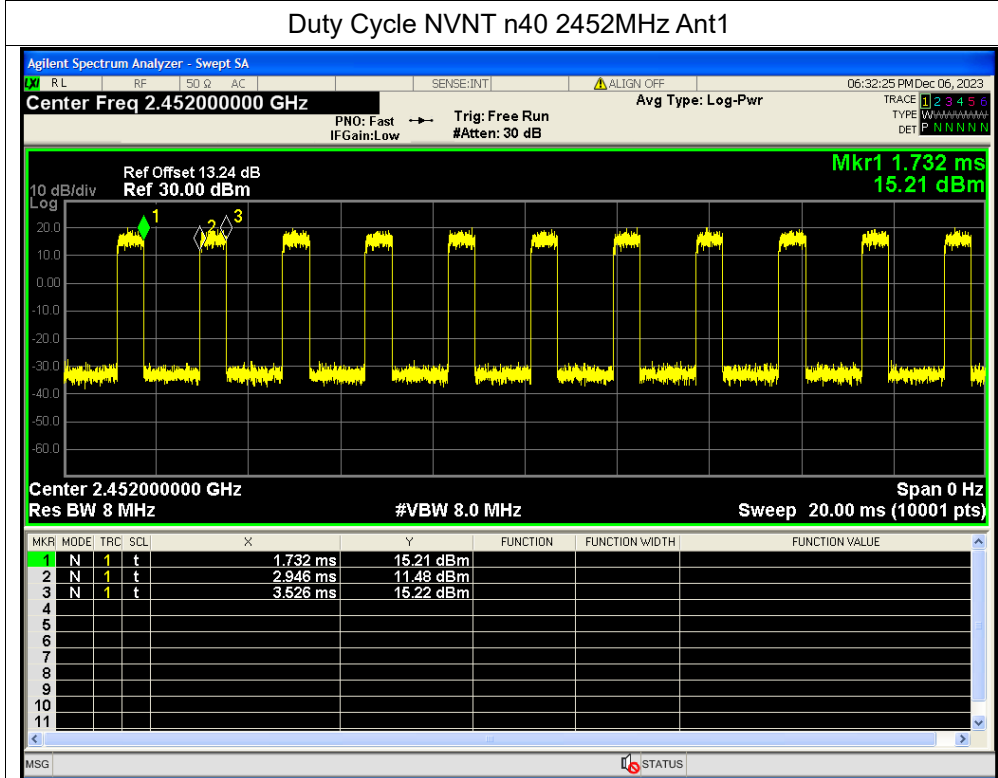 Duty Cycle NVNT n40 2452MHz Ant1
Agilent Spectrum Analyzer - Swept SA
LXI RL RF 50 Ω AC SENSE:INT ALIGN OFF 06:32:25 PM Dec 06, 2023
Center Freq 2.452000000 GHz Avg Type: Log-Pwr TRACE 1 2 3 4 5 6
PNO: Fast Trig: Free Run TYPE WWWWWW
IFGain:Low #Atten: 30 dB DET P N N N N N
Mkr1 1.732 ms
Ref Offset 13.24 dB
10 dB/div Ref 30.00 dBm 15.21 dBm
Log
1 2 3
20.0
10.0
0.00
-10.0
-20.0
-30.0
-40.0
-50.0
-60.0
Center 2.452000000 GHz Span 0 Hz
Res BW 8 MHz #VBW 8.0 MHz Sweep 20.00 ms (10001 pts)
MKR MODE TRC SCL X Y FUNCTION FUNCTION WIDTH FUNCTION VALUE
1 N 1 t 1.732 ms 15.21 dBm
2 N 1 t 2.946 ms 11.48 dBm
3 N 1 t 3.526 ms 15.22 dBm
4
5
6
7
8
9
10
11
MSG STATUS